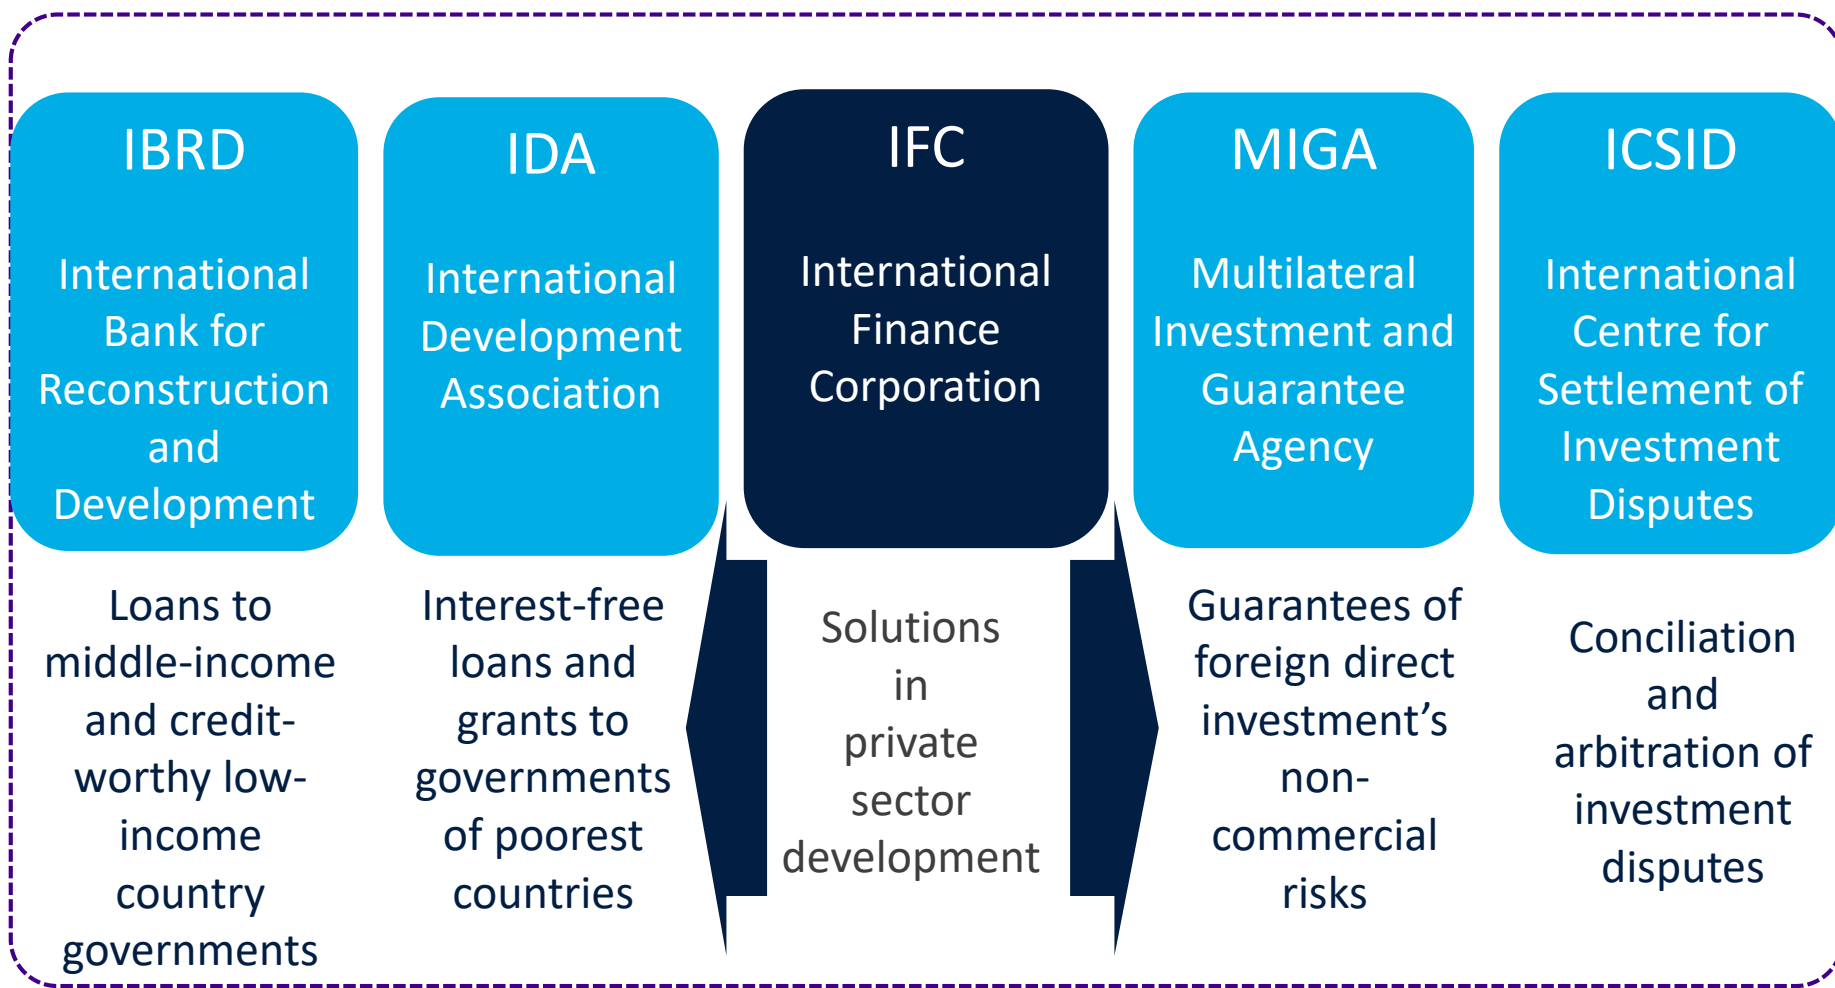 IBRD
International
Bank for
Reconstruction
and
Development
Loans to
middle-income
and credit-
worthy low-
income
country
governments
IDA
International
Development
Association
Interest-free
loans and
grants to
governments
of poorest
countries
IFC
International
Finance
Corporation
Solutions
in
private
sector
development
MIGA
Multilateral
Investment and
Guarantee
Agency
Guarantees of
foreign direct
investment’s
non-
commercial
risks
ICSID
International
Centre for
Settlement of
Investment
Disputes
Conciliation
and
arbitration of
investment
disputes